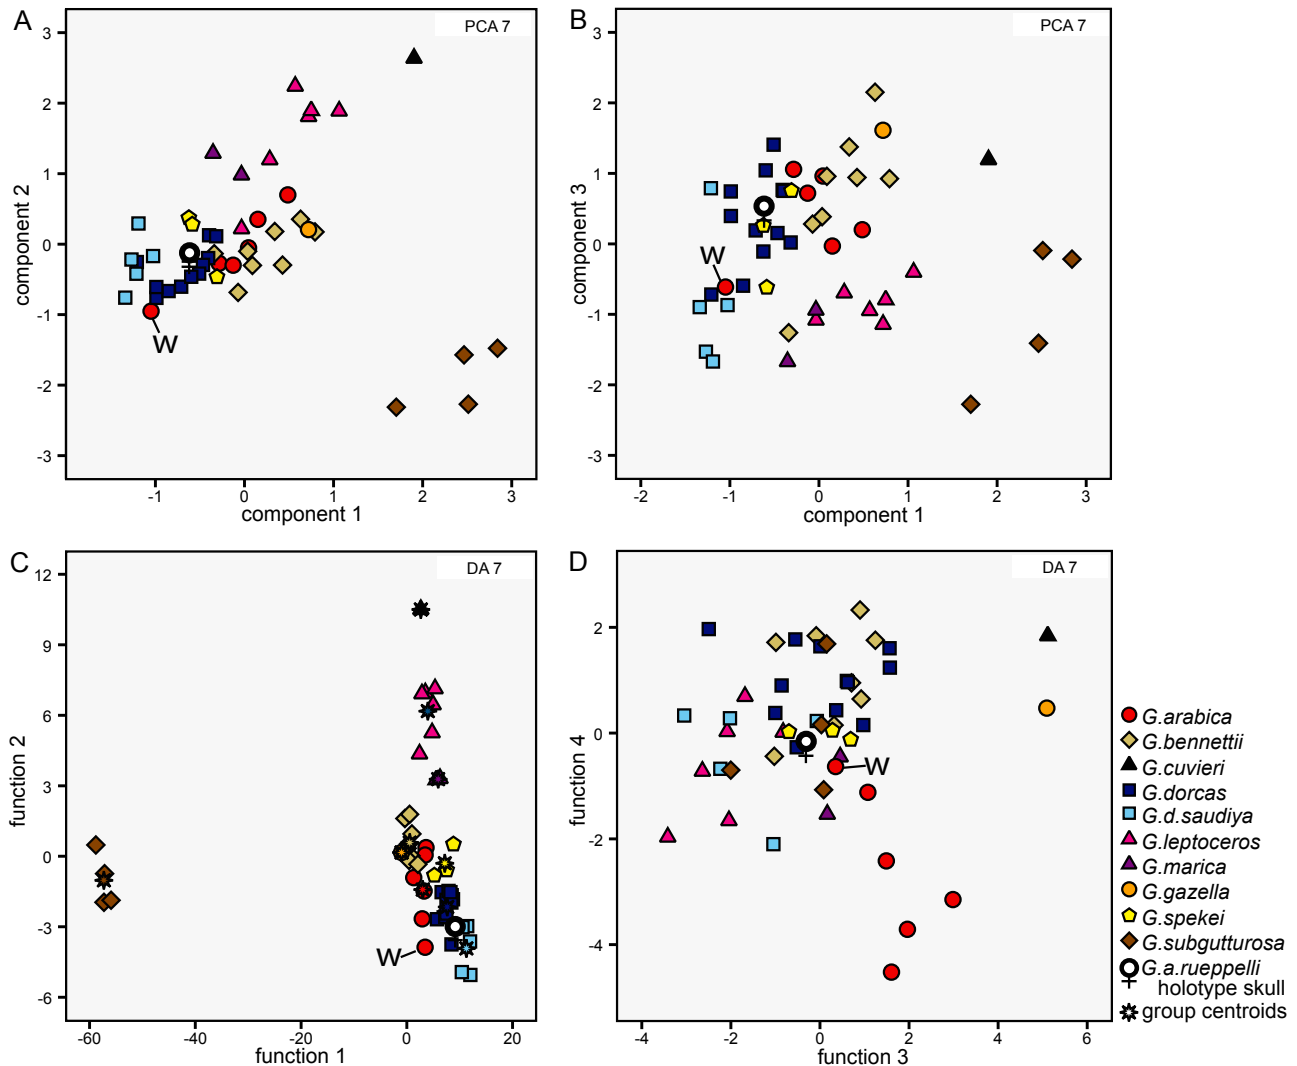 A
PCA 7
3
2
1
0
-1
-2
-3
component 2
W
-1
0
1
2
3
component 1
B
PCA 7
3
2
1
0
-1
-2
-3
component 3
W
-2
-1
0
1
2
3
component 1
C
DA 7
12
9
6
3
0
-3
-6
function 2
W
-60
-40
-20
0
20
function 1
D
DA 7
2
0
-2
-4
function 4
W
-4
-2
0
2
4
6
function 3
G.arabica
G.bennettii
G.cuvieri
G.dorcas
G.d.saudiya
G.leptoceros
G.marica
G.gazella
G.spekei
G.subgutturosa
G.a.rueppelli
holotype skull
group centroids